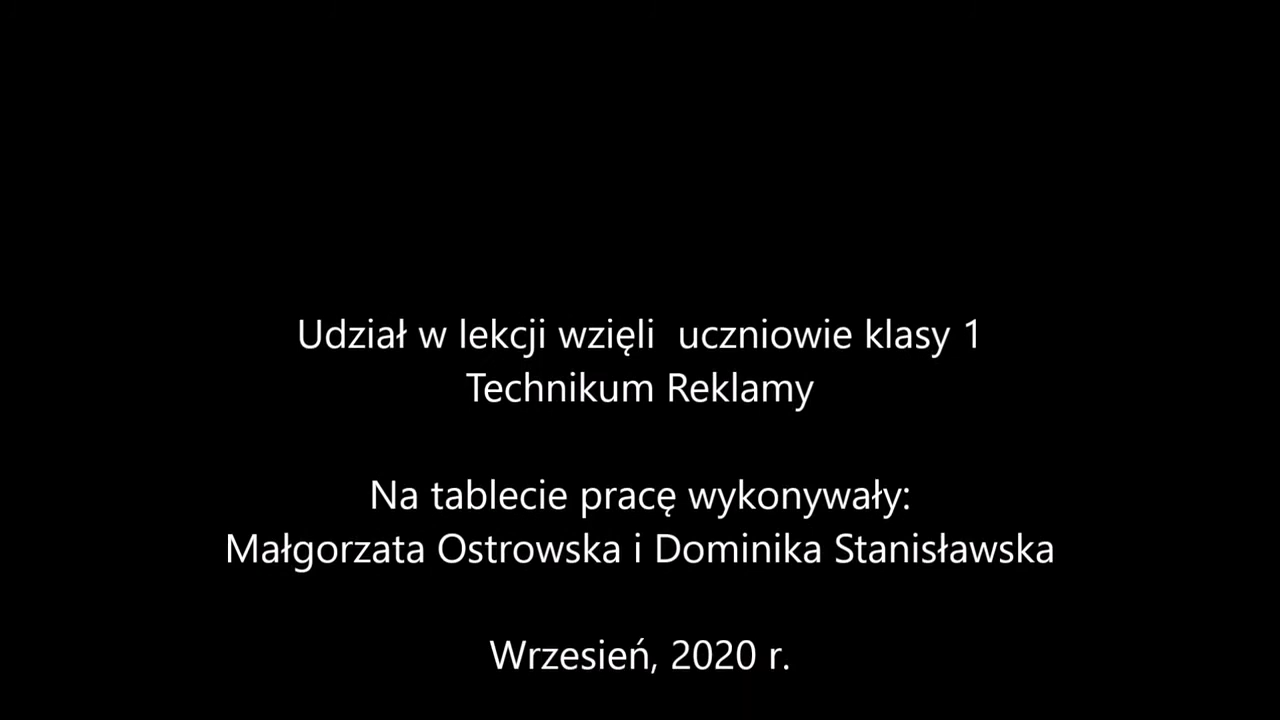 Udział w lekcji wzięli  uczniowie klasy 1
Technikum Reklamy
Na tablecie pracę wykonywały:
Małgorzata Ostrowska i Dominika Stanisławska
Wrzesień, 2020 r.